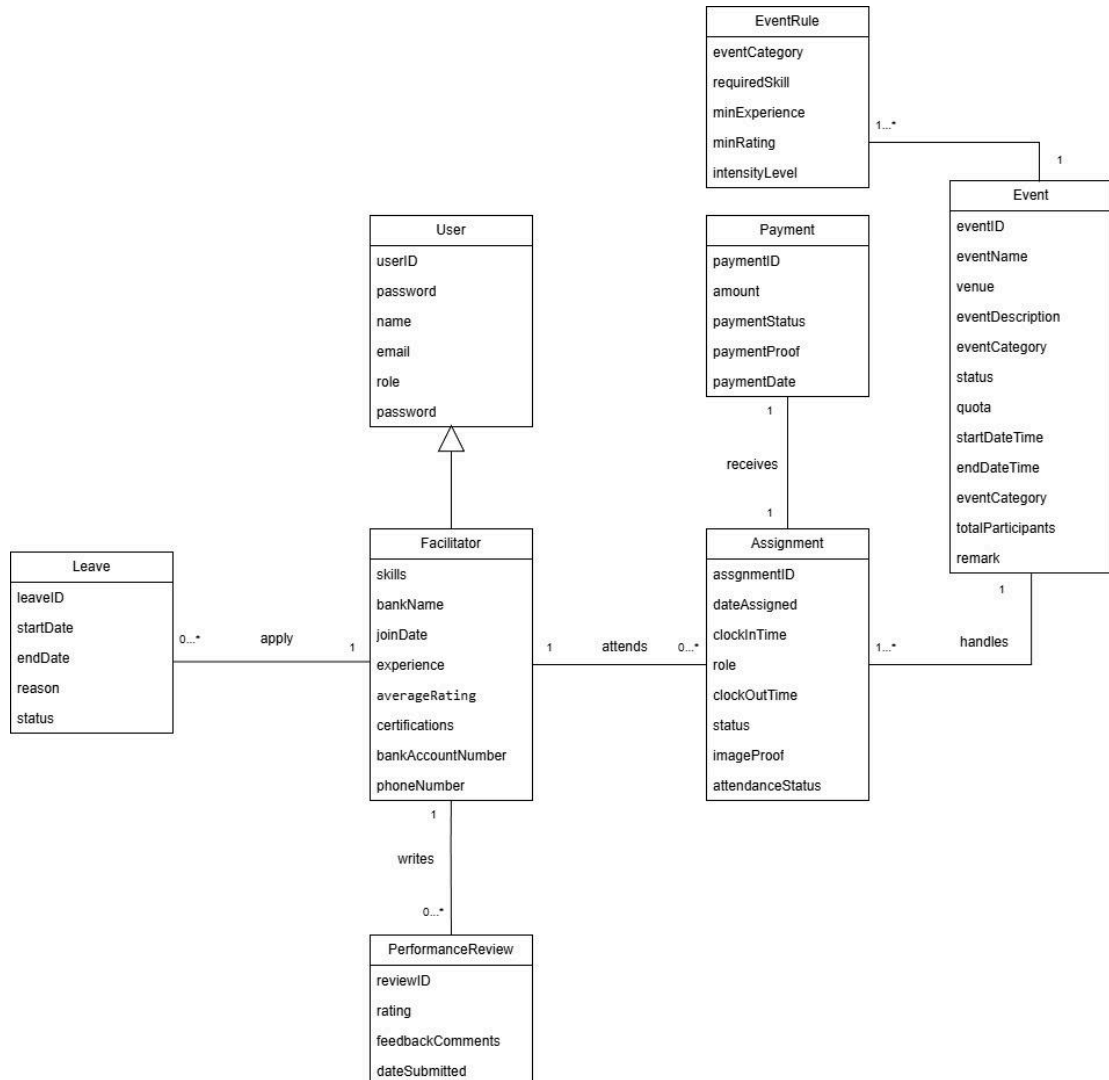 EventRule
eventCategory
requiredSkill
minExperience
minRating
intensityLevel
1...*
1
Event
eventID
eventName
venue
eventDescription
eventCategory
status
quota
startDateTime
endDateTime
eventCategory
totalParticipants
remark
1
User
userID
password
name
email
role
password
Payment
paymentID
amount
paymentStatus
paymentProof
paymentDate
1
receives
1
Leave
leaveID
startDate
endDate
reason
status
0...*
apply
1
Facilitator
skills
bankName
joinDate
experience
averageRating
certifications
bankAccountNumber
phoneNumber
1
attends
0...*
Assignment
assgnmentID
dateAssigned
clockInTime
role
clockOutTime
status
imageProof
attendanceStatus
1...*
handles
1
writes
0...*
PerformanceReview
reviewID
rating
feedbackComments
dateSubmitted